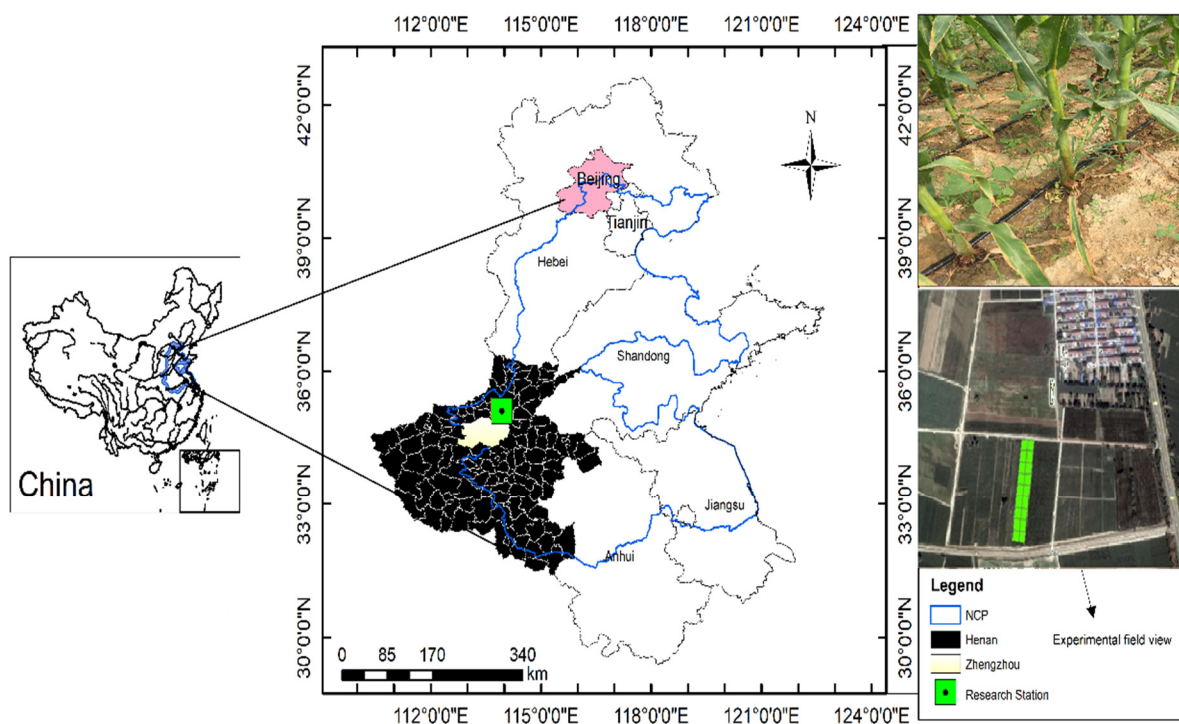 112°0'0"E 115°0'0"E 118°0'0"E 121°0'0"E 124°0'0"E
42°0'0"N
39°0'0"N
36°0'0"N
33°0'0"N
30°0'0"N
N
Beijing
Tianjin
Hebei
Shandong
Jiangsu
Anhui
China
0 85 170 340
km
112°0'0"E 115°0'0"E 118°0'0"E 121°0'0"E 124°0'0"E
42°0'0"N
39°0'0"N
36°0'0"N
33°0'0"N
30°0'0"N
Legend
NCP
Henan
Zhengzhou
Research Station
Experimental field view